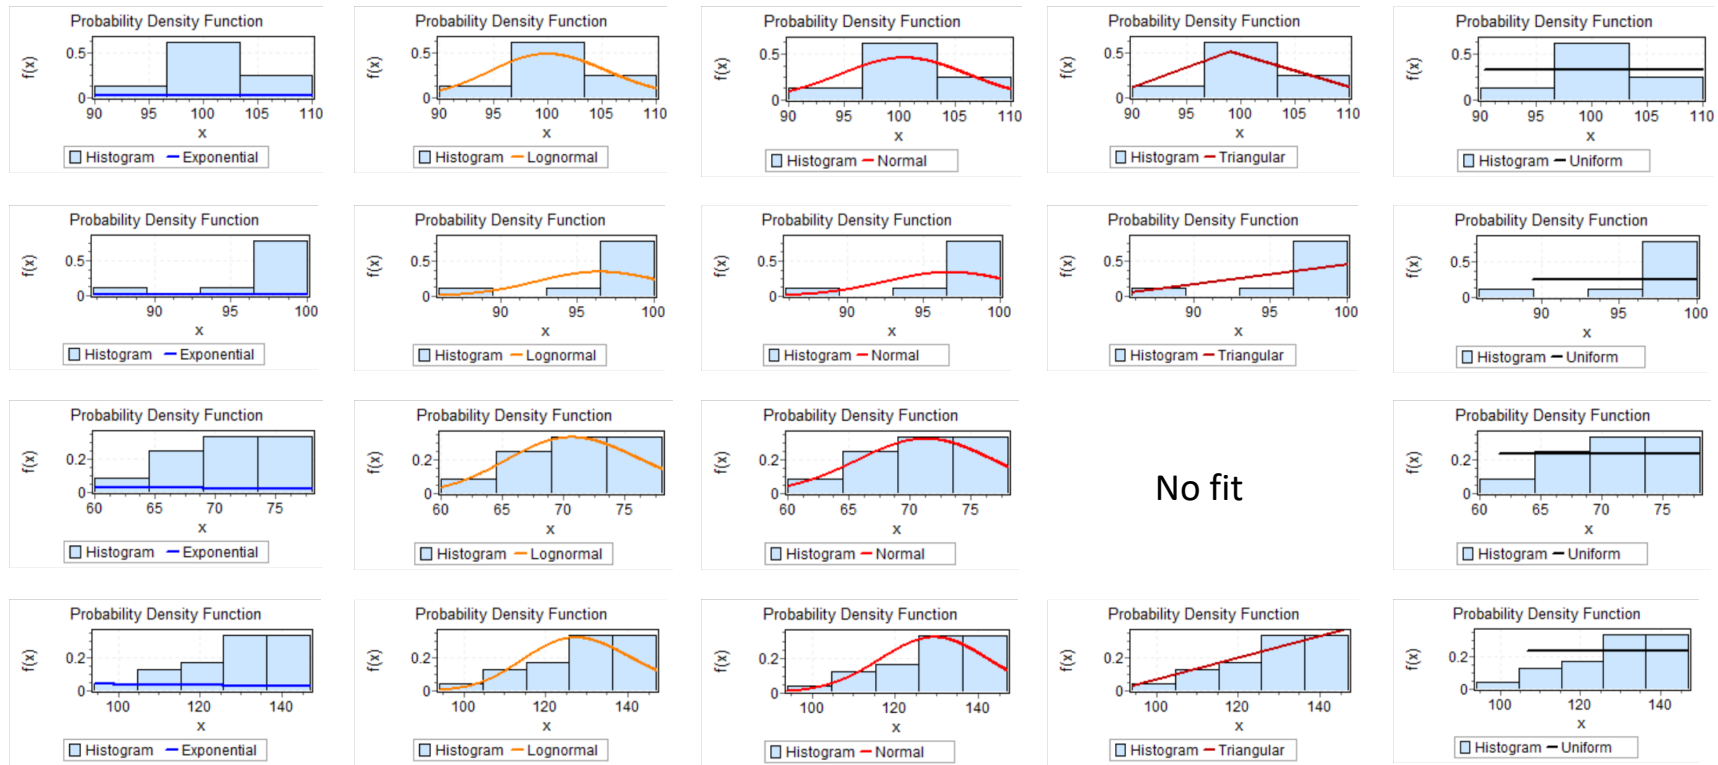 Probability Density Function
f(x)
0.5
0
90 95 100 105 110
x
Histogram Exponential
Probability Density Function
f(x)
0.5
0
90 95 100 105 110
x
Histogram Lognormal
Probability Density Function
f(x)
0.5
0
90 95 100 105 110
x
Histogram Normal
Probability Density Function
f(x)
0.5
0
90 95 100 105 110
x
Histogram Triangular
Probability Density Function
f(x)
0.5
0
90 95 100 105 110
x
Histogram Uniform
Probability Density Function
f(x)
0.5
0
90 95 100
x
Histogram Exponential
Probability Density Function
f(x)
0.5
0
90 95 100
x
Histogram Lognormal
Probability Density Function
f(x)
0.5
0
90 95 100
x
Histogram Normal
Probability Density Function
f(x)
0.5
0
90 95 100
x
Histogram Triangular
Probability Density Function
f(x)
0.5
0
90 95 100
x
Histogram Uniform
Probability Density Function
f(x)
0.2
0
60 65 70 75
x
Histogram Exponential
Probability Density Function
f(x)
0.2
0
60 65 70 75
x
Histogram Lognormal
Probability Density Function
f(x)
0.2
0
60 65 70 75
x
Histogram Normal
No fit
Probability Density Function
f(x)
0.2
0
60 65 70 75
x
Histogram Uniform
Probability Density Function
f(x)
0.2
0
100 120 140
x
Histogram Exponential
Probability Density Function
f(x)
0.2
0
100 120 140
x
Histogram Lognormal
Probability Density Function
f(x)
0.2
0
100 120 140
x
Histogram Normal
Probability Density Function
f(x)
0.2
0
100 120 140
x
Histogram Triangular
Probability Density Function
f(x)
0.2
0
100 120 140
x
Histogram Uniform